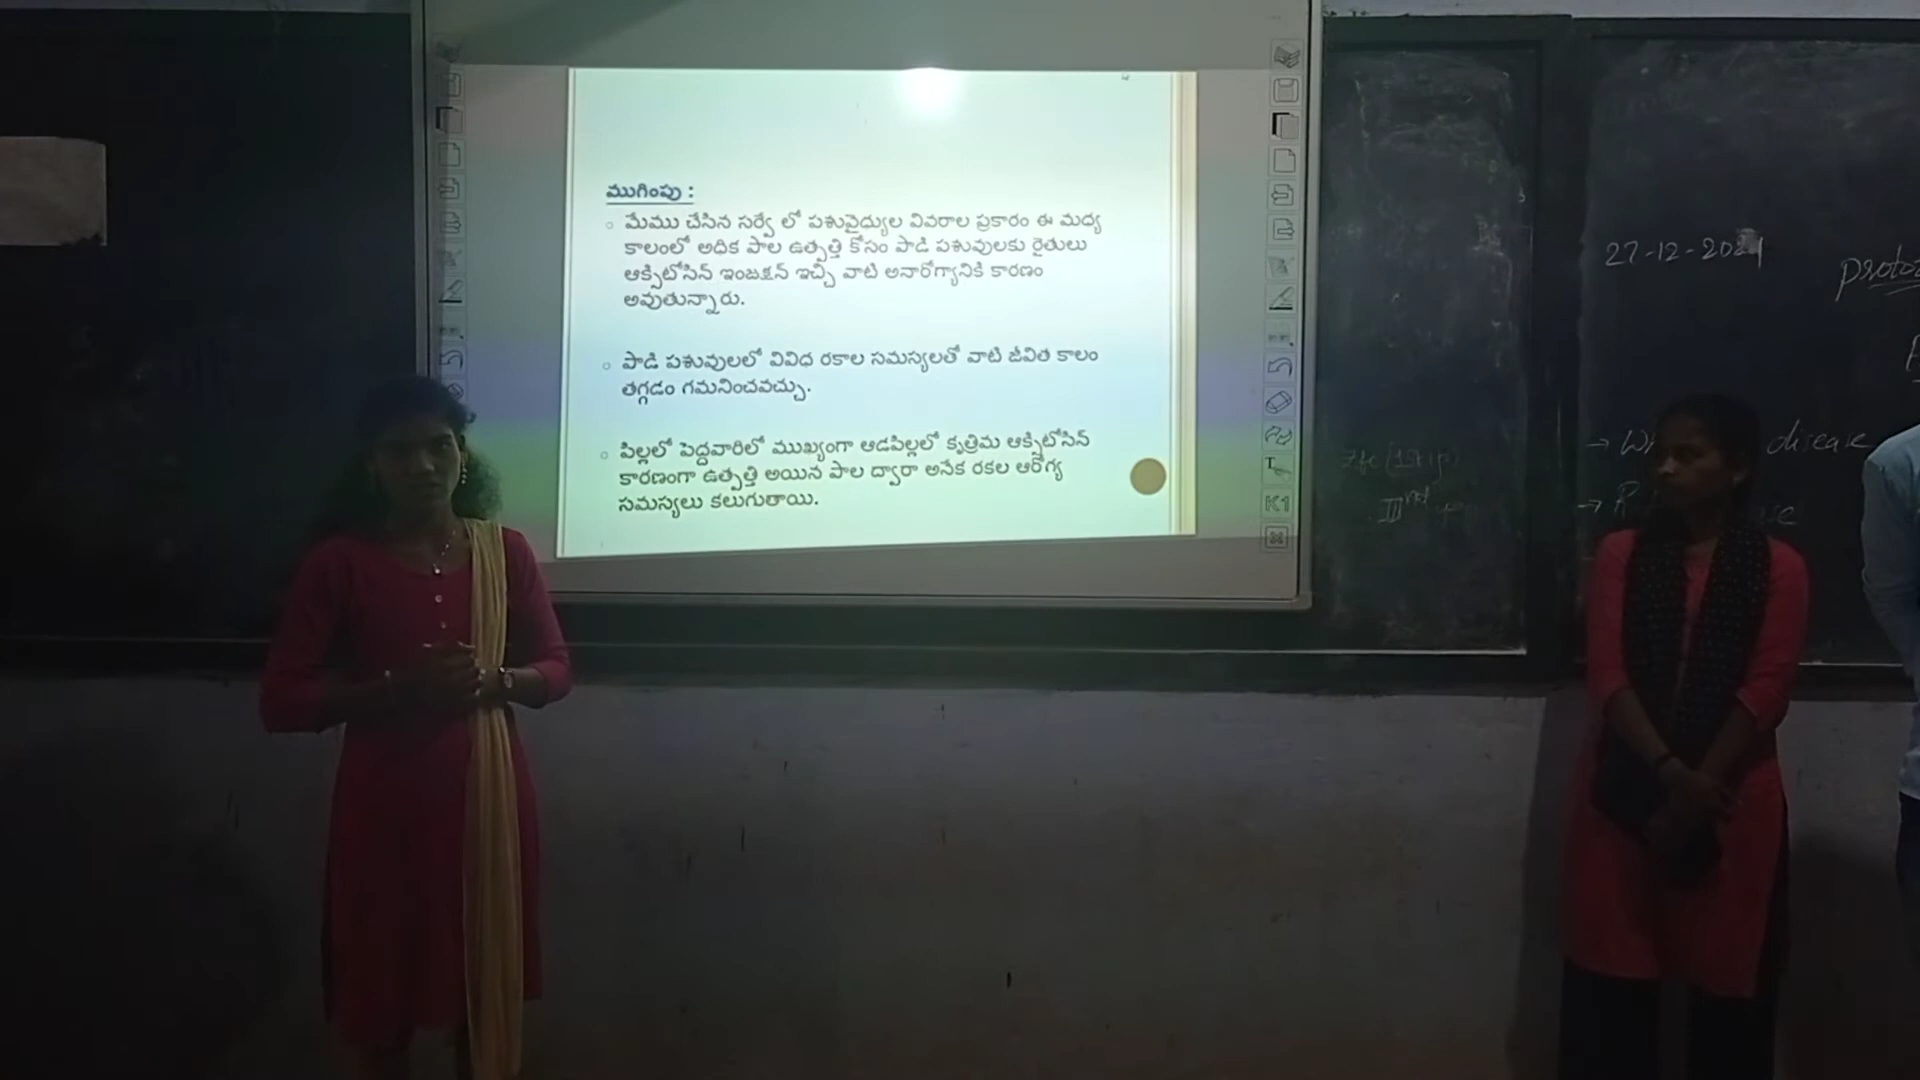 ముగింపు :
మేము చేసిన సర్వే లో పశువైద్యుల వివరాల ప్రకారం ఈ మధ్య
కాలంలో అధిక పాల ఉత్పత్తి కోసం పాడి పశువులకు రైతులు
ఆక్సిటోసిన్ ఇంజక్షన్ ఇచ్చి వాటి అనారోగ్యానికి కారణం
అవుతున్నారు.
పాడి పశువులలో వివిధ రకాల సమస్యలతో వాటి జీవిత కాలం
తగ్గడం గమనించవచ్చు.
పిల్లలో పెద్దవారిలో ముఖ్యంగా ఆడపిల్లలో కృత్రిమ ఆక్సిటోసిన్
కారణంగా ఉత్పత్తి అయిన పాల ద్వారా అనేక రకల ఆరోగ్య
సమస్యలు కలుగుతాయి.
K1
27-12-2024
disease